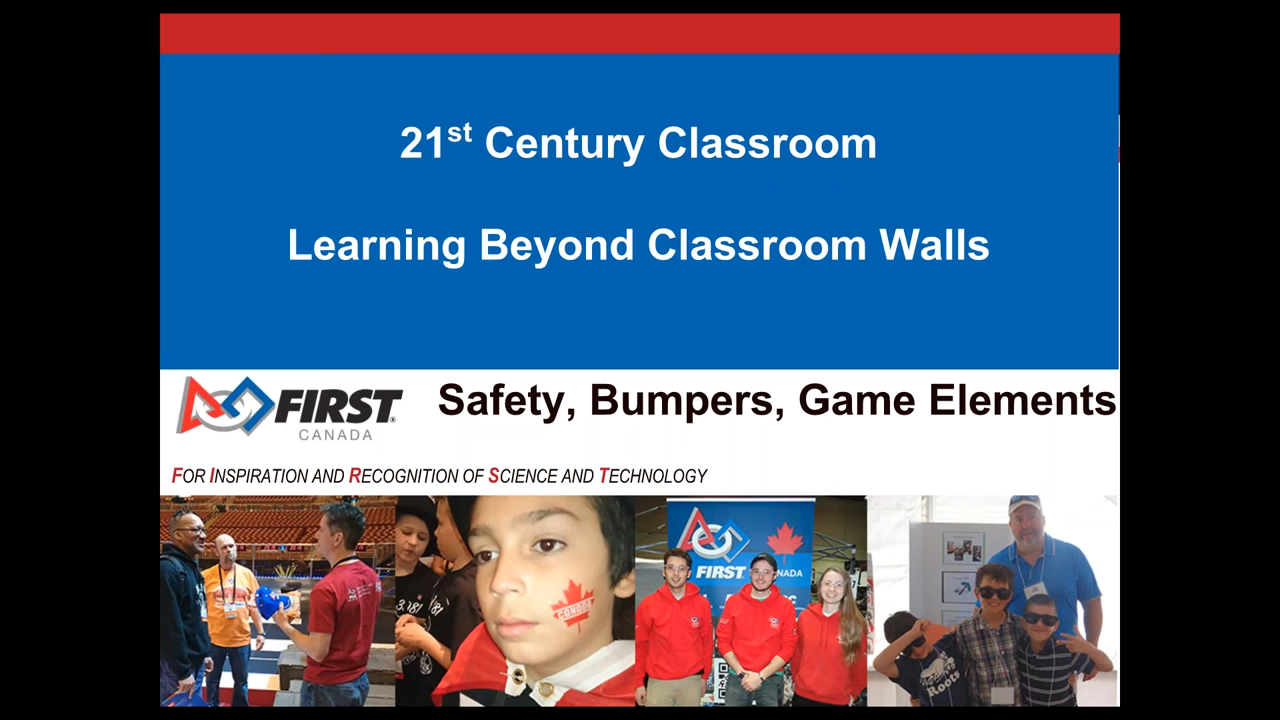 21st Century Classroom
Learning Beyond Classroom Walls
FIRST
CANADA
Safety, Bumpers, Game Elements
FOR INSPIRATION AND RECOGNITION OF SCIENCE AND TECHNOLOGY
CANADA
FIRST
Roots